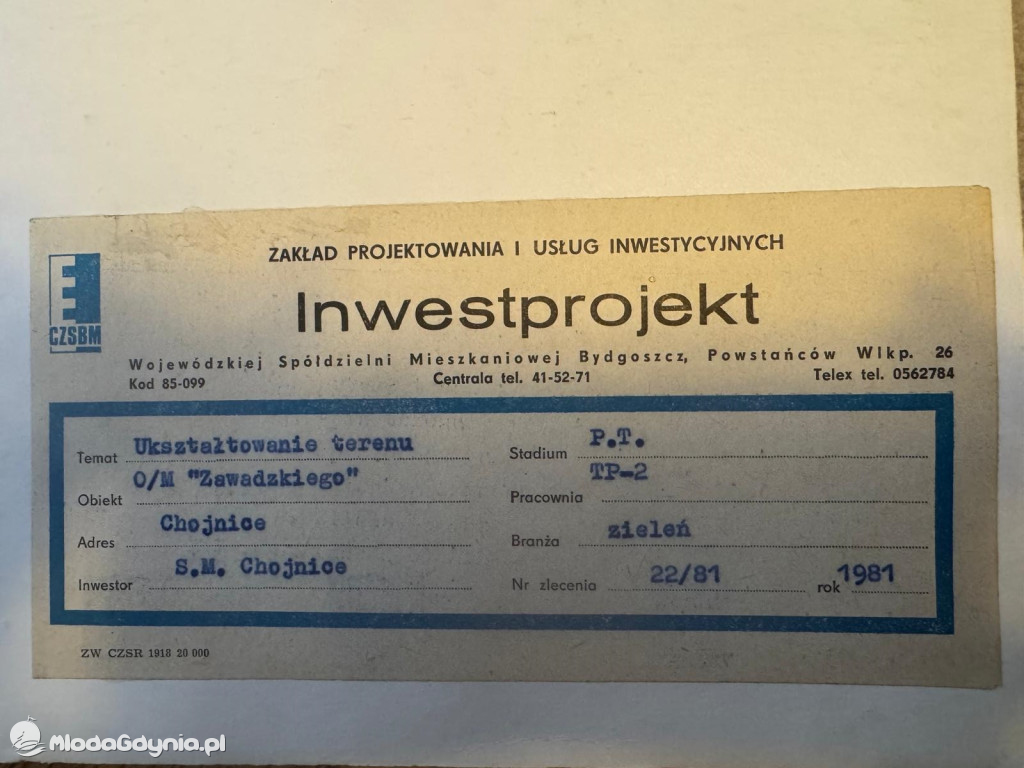 ZAKŁAD PROJEKTOWANIA I USŁUG INWESTYCYJNYCH
CZSBM
Inwestprojekt
Wojewódzkiej Spółdzielni Mieszkaniowej Bydgoszcz, Powstańców Wlkp. 26
Kod 85-099 Centrala tel. 41-52-71 Telex tel. 0562784
Temat Ukształtowanie terenu
O/M "Zawadzkiego"
Obiekt
Adres Chojnice
Inwestor S.M. Chojnice
Stadium P.T.
TP-2
Pracownia
Branża zieleń
Nr zlecenia 22/81 rok 1981
ZW CZSR 1918 20 000
MlodaGdynia.pl